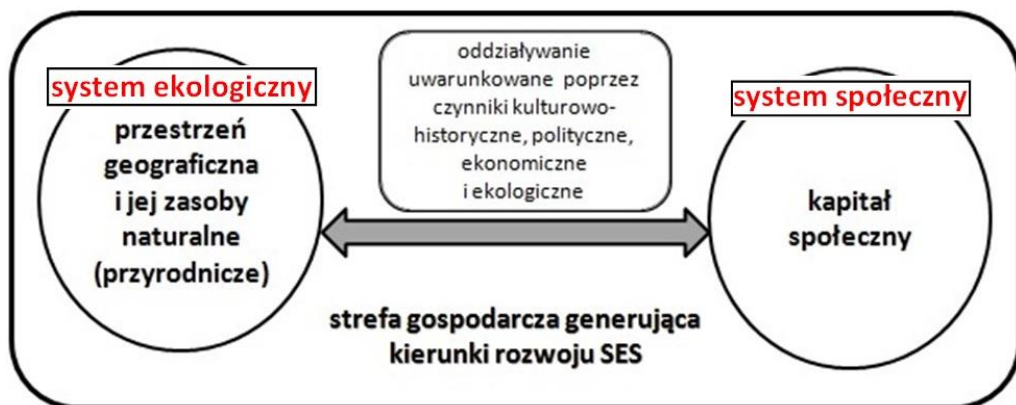 system ekologiczny
przestrzeń
geograficzna
i jej zasoby
naturalne
(przyrodnicze)
oddziaływanie
uwarunkowane poprzez
czynniki kulturowo-
historyczne, polityczne,
ekonomiczne
i ekologiczne
system społeczny
kapitał
społeczny
strefa gospodarcza generująca
kierunki rozwoju SES